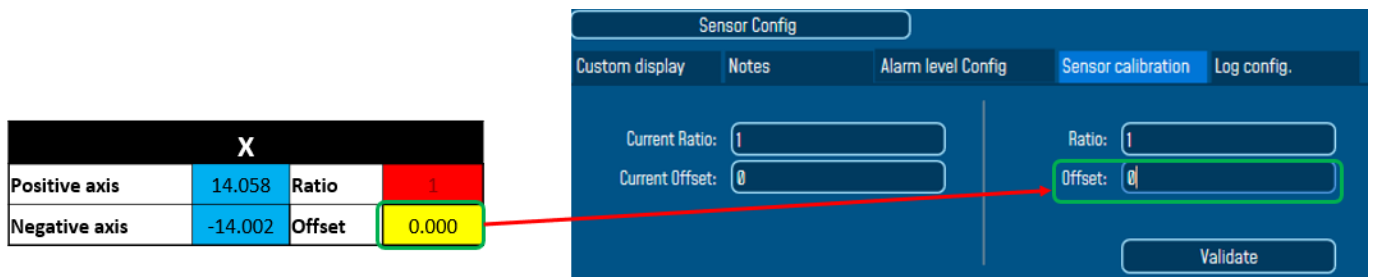 X
Positive axis 14.058 Ratio 1
Negative axis -14.002 Offset 0.000
Sensor Config
Custom display Notes Alarm level Config Sensor calibration Log config.
Current Ratio: 1 Ratio: 1
Current Offset: 0 Offset: 0
Validate